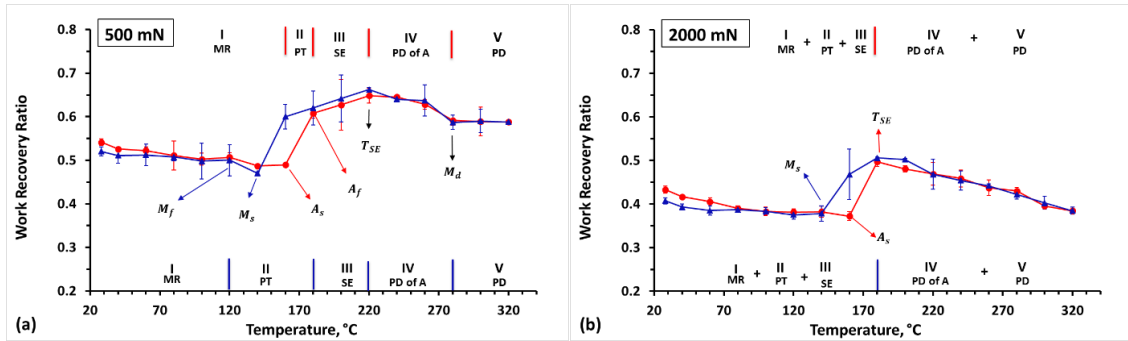 500 mN
I II III IV V
MR PT SE PD of A PD
0.8
0.7
0.6
0.5
0.4
0.3
0.2
Work Recovery Ratio
T_SE
A_f
M_d
M_f
M_s
A_s
I II III IV V
MR PT SE PD of A PD
20 70 120 170 220 270 320
Temperature, °C
(a)
2000 mN
I + II + III IV + V
MR PT SE PD of A PD
0.8
0.7
0.6
0.5
0.4
0.3
0.2
Work Recovery Ratio
T_SE
M_s
A_s
I + II + III IV + V
MR PT SE PD of A PD
20 70 120 170 220 270 320
Temperature, °C
(b)